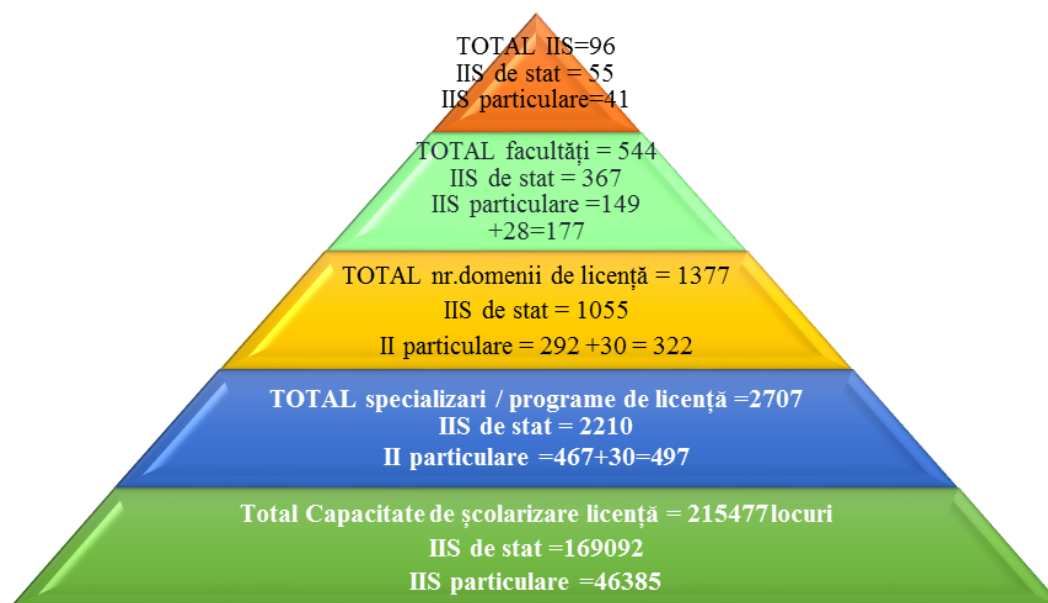 TOTAL IIS=96
IIS de stat = 55
IIS particulare=41
TOTAL facultăți = 544
IIS de stat = 367
IIS particulare =149
+28=177
TOTAL nr.domenii de licență = 1377
IIS de stat = 1055
II particulare = 292 +30 = 322
TOTAL specializari / programe de licență =2707
IIS de stat = 2210
II particulare =467+30=497
Total Capacitate de școlarizare licență = 215477 locuri
IIS de stat =169092
IIS particulare =46385